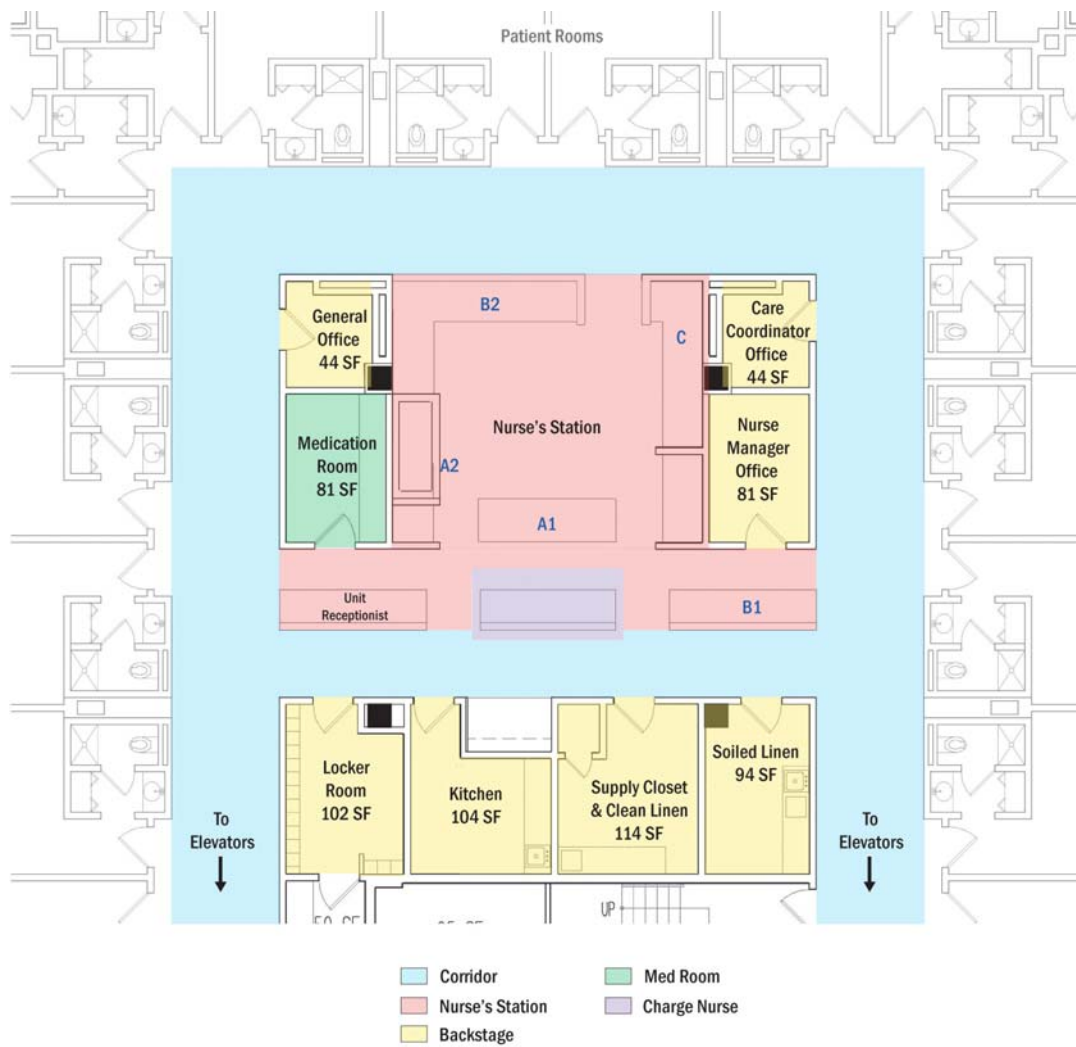 Patient Rooms
B2
General
Office
44 SF
C
Care
Coordinator
Office
44 SF
Nurse's Station
Medication
Room
81 SF
A2
Nurse
Manager
Office
81 SF
A1
Unit
Receptionist
B1
Locker
Room
102 SF
Kitchen
104 SF
Supply Closet
& Clean Linen
114 SF
Soiled Linen
94 SF
To
Elevators
To
Elevators
UP
Corridor
Nurse's Station
Backstage
Med Room
Charge Nurse